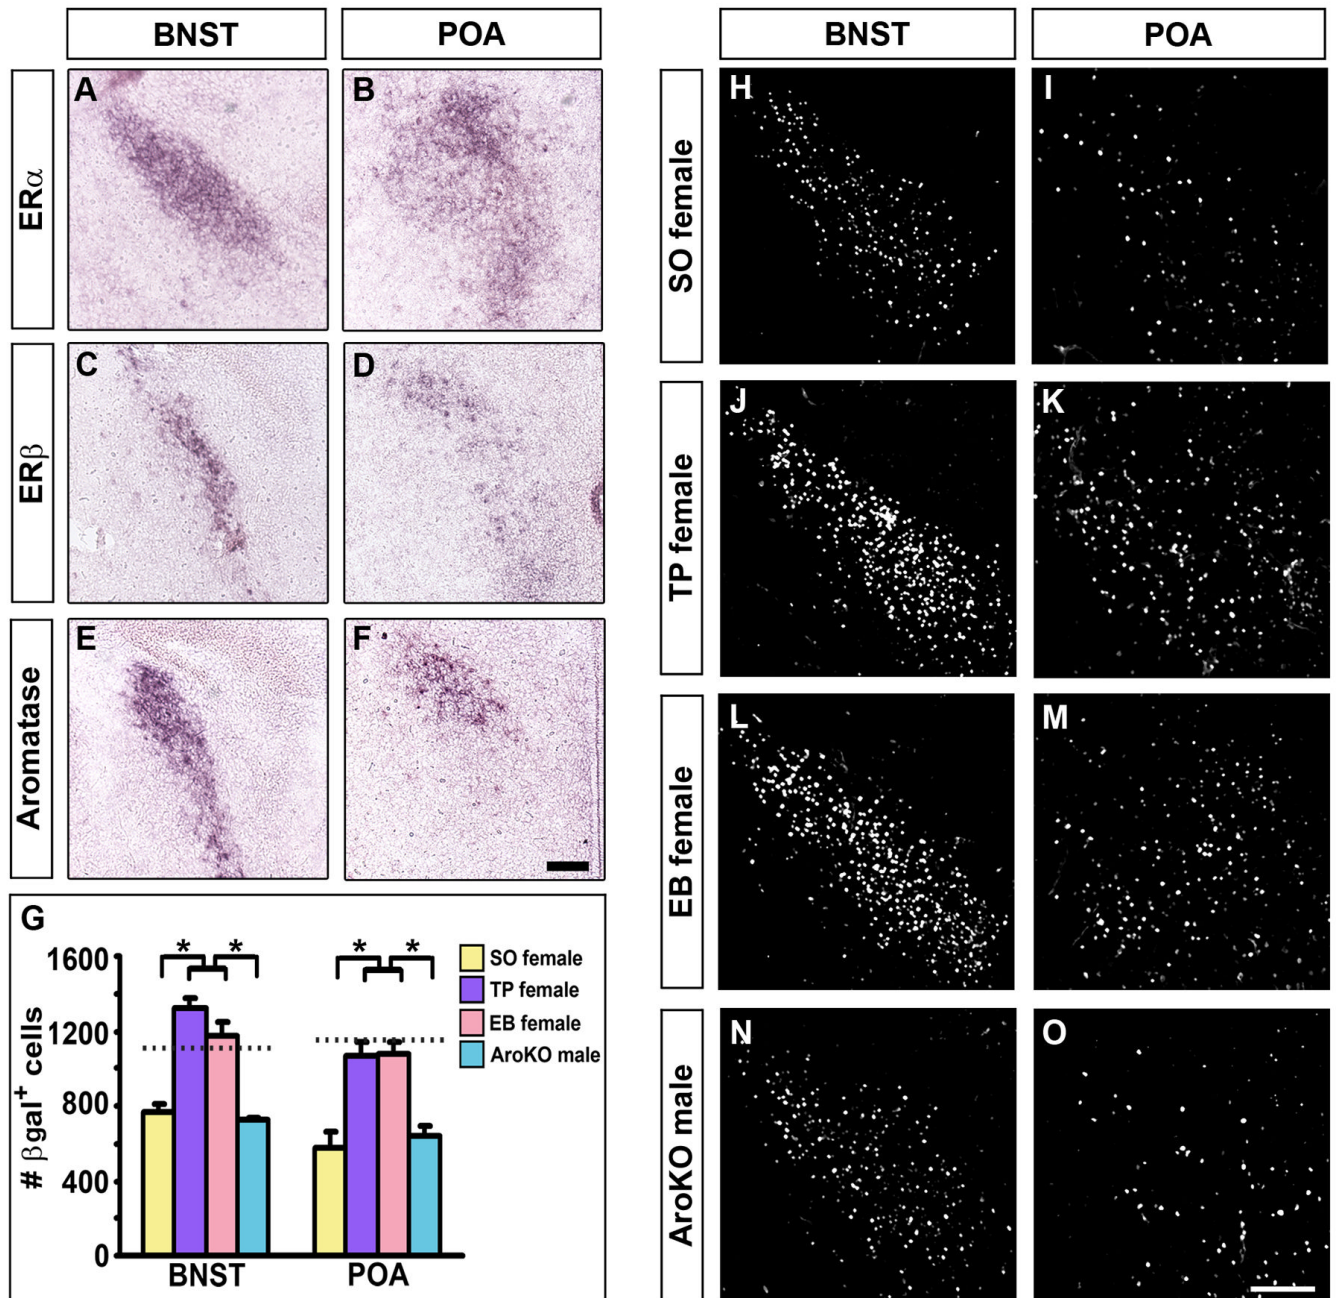 BNST
POA
ERα
A
B
ERβ
C
D
Aromatase
E
F
G
# βgal+ cells
1600
1200
800
400
0
*
*
*
*
SO female
TP female
EB female
AroKO male
BNST
POA
BNST
POA
SO female
H
I
TP female
J
K
EB female
L
M
AroKO male
N
O